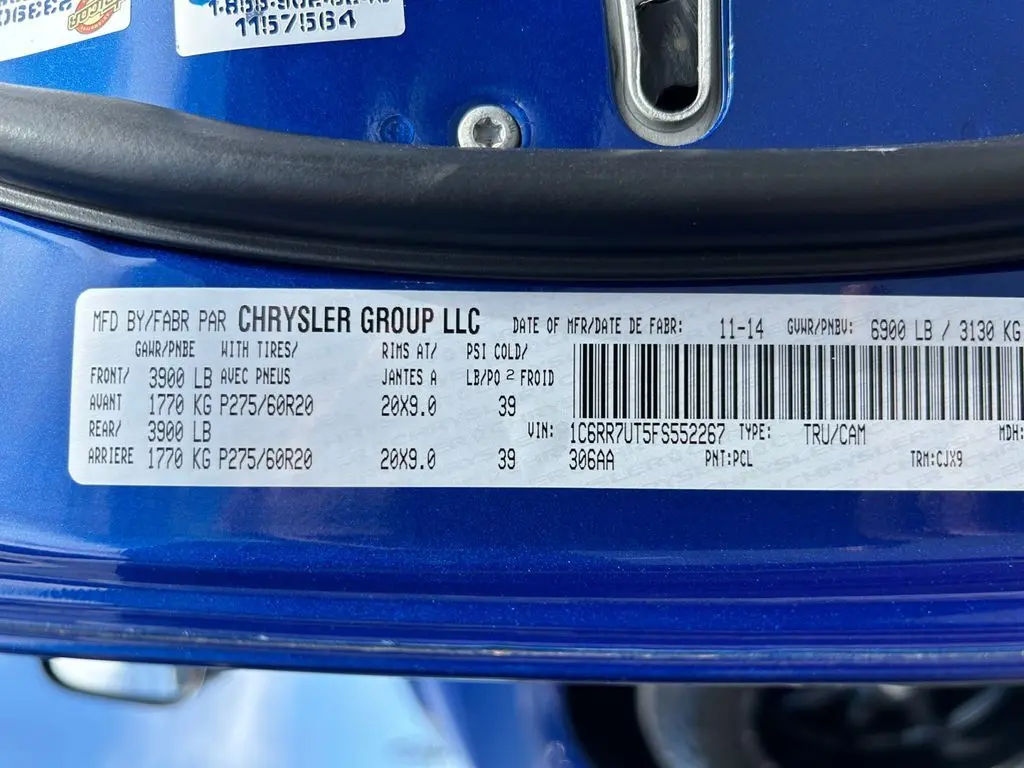 1157564
MFD BY/FABR PAR CHRYSLER GROUP LLC DATE OF MFR/DATE DE FABR: 11-14 GVWR/PNBV: 6900 LB / 3130 KG
GAWR/PNBE WITH TIRES/ RIMS AT/ PSI COLD/
FRONT/ 3900 LB AVEC PNEUS JANTES A LB/PO² FROID
AVANT 1770 KG P275/60R20 20X9.0 39
REAR/ 3900 LB VIN: 1C6RR7UT5FS552267 TYPE: TRU/CAM MDH:
ARRIERE 1770 KG P275/60R20 20X9.0 39 306AA PNT:PCL TRM:CJX9